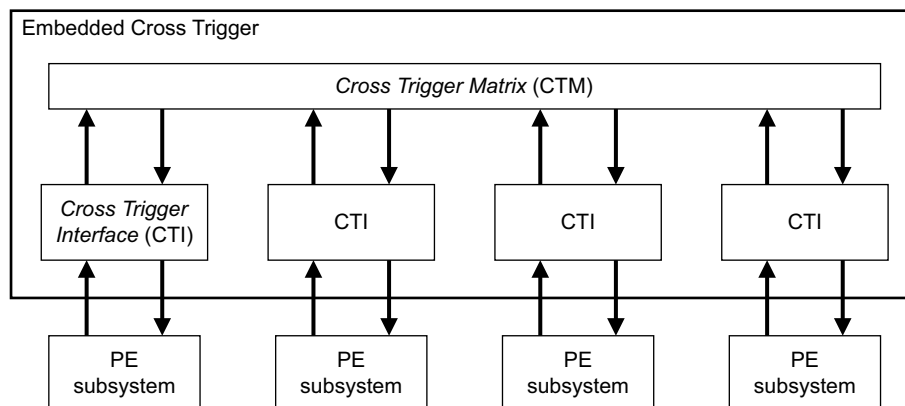 Embedded Cross Trigger
Cross Trigger Matrix (CTM)
Cross Trigger
Interface (CTI)
CTI
CTI
CTI
PE
subsystem
PE
subsystem
PE
subsystem
PE
subsystem